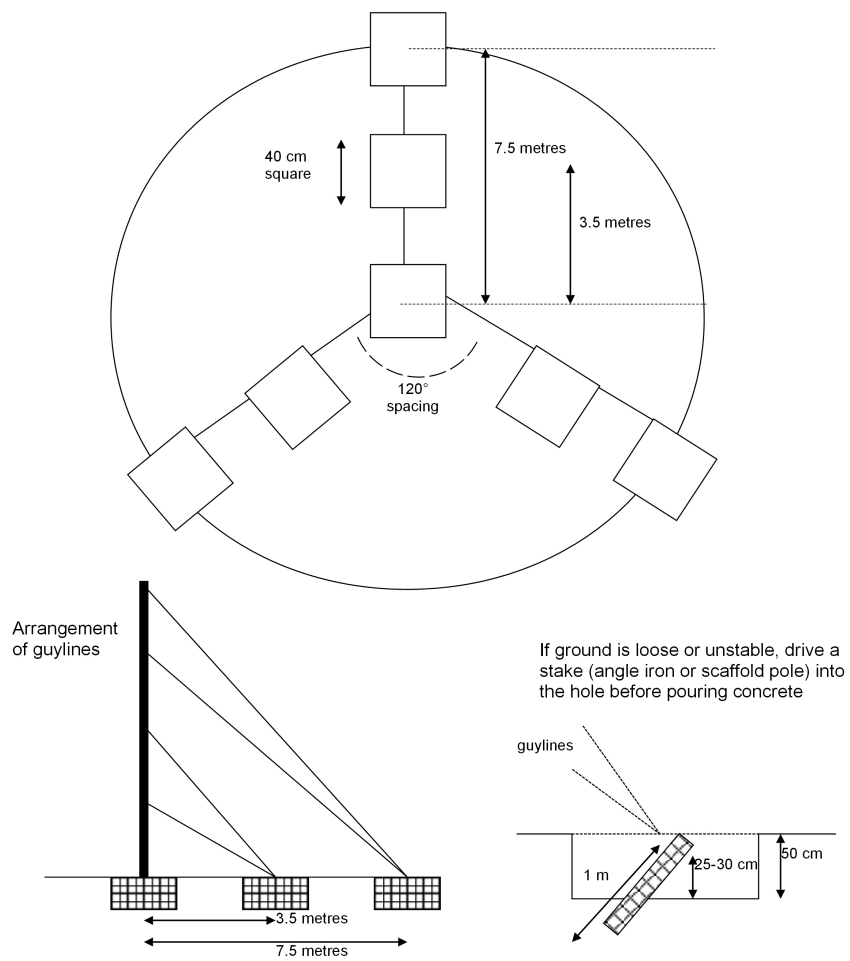 40 cm
square
7.5 metres
3.5 metres
120°
spacing
Arrangement
of guylines
3.5 metres
7.5 metres
If ground is loose or unstable, drive a
stake (angle iron or scaffold pole) into
the hole before pouring concrete
guylines
1 m
25-30 cm
50 cm